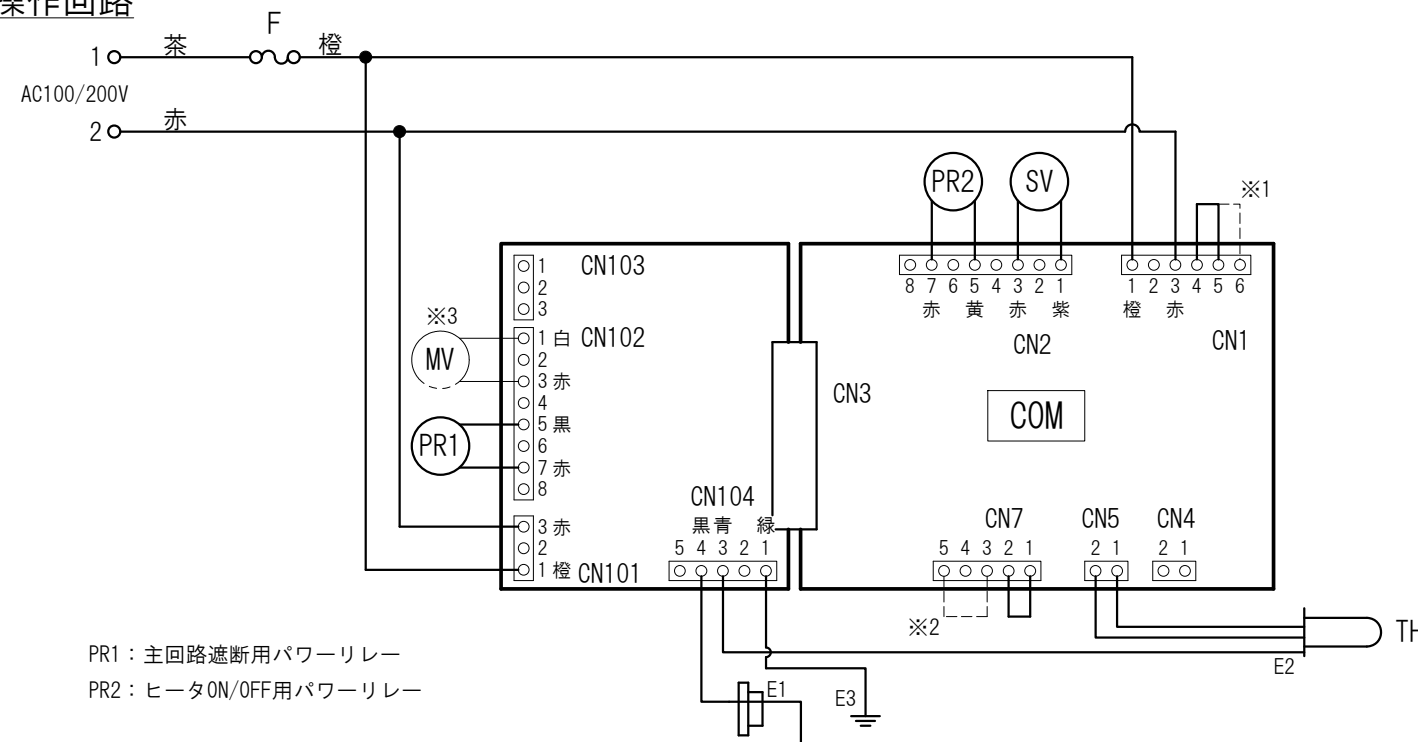 操作回路
F
1
茶
橙
AC100/200V
2
赤
PR2
SV
※1
CN103
1
2
3
8 7 6 5 4 3 2 1
赤 黄 赤 紫
1 2 3 4 5 6
橙 赤
CN2
CN1
※3
MV
CN102
1 白
2
3 赤
4
5 黒
6
7 赤
8
PR1
CN3
COM
CN104
黒 青 緑
5 4 3 2 1
3 赤
2
1 橙
CN101
CN7
5 4 3 2 1
CN5
2 1
CN4
2 1
※2
TH
E2
E1
E3
PR1：主回路遮断用パワーリレー
PR2：ヒータON/OFF用パワーリレー